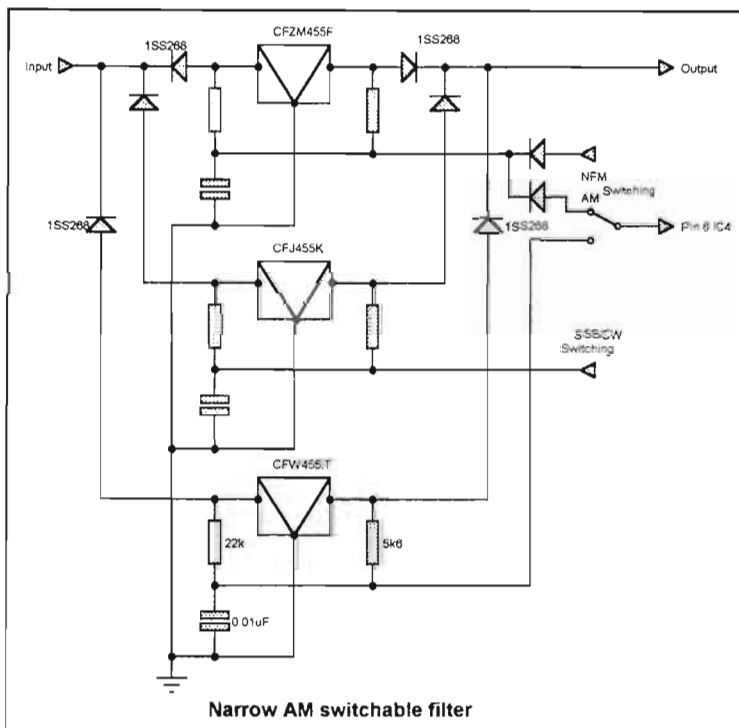 1SS268
CFZM455F
1SS268
Input
Output
NFM
Switching
AM
1SS268
1SS268
Pin 6 IC4
CFJ455K
SSB/CW
Switching
CFW455IT
22k
5k6
0.01uF
Narrow AM switchable filter